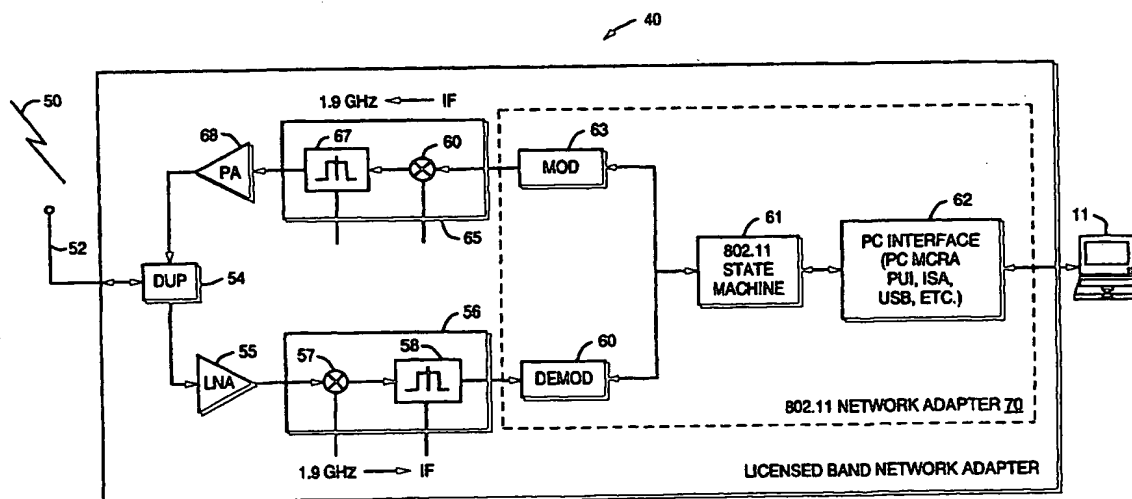 40
50
1.9 GHz
IF
68
67
60
63
PA
MOD
61
62
11
52
65
802.11
STATE
MACHINE
PC INTERFACE
(PC MCRA
PUI, ISA,
USB, ETC.)
DUP
54
56
55
57
58
60
LNA
DEMOD
802.11 NETWORK ADAPTER 70
1.9 GHz
IF
LICENSED BAND NETWORK ADAPTER